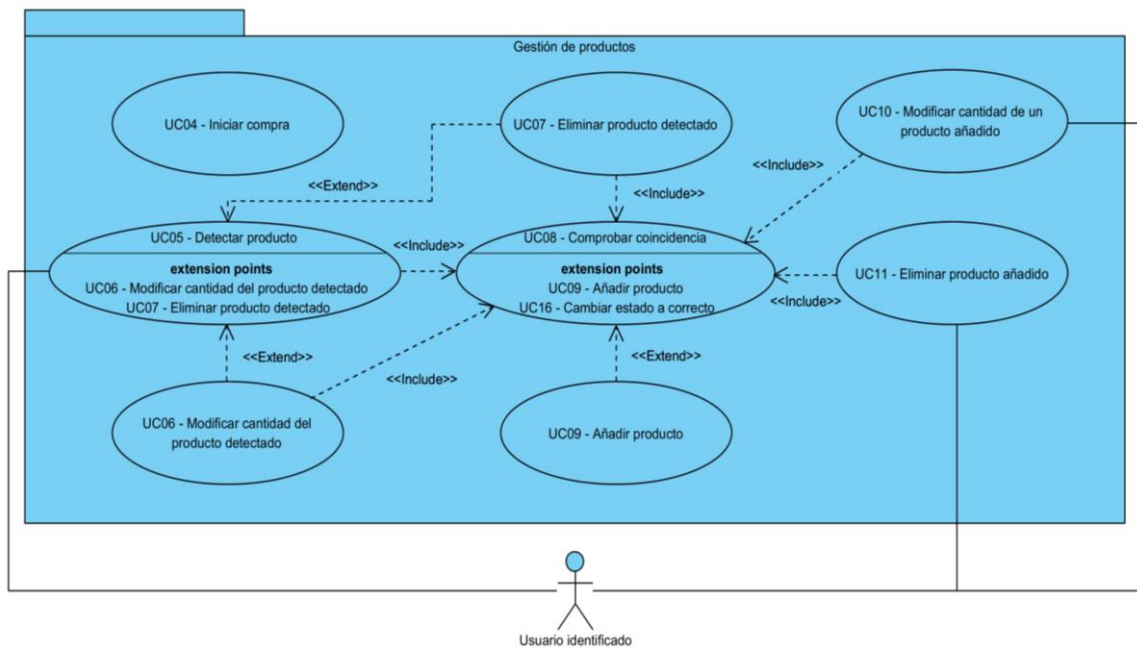 Gestión de productos
UC04 - Iniciar compra
UC07 - Eliminar producto detectado
UC10 - Modificar cantidad de un
producto añadido
<<Include>>
<<Extend>>
<<Include>>
UC05 - Detectar producto
extension points
UC06 - Modificar cantidad del producto detectado
UC07 - Eliminar producto detectado
<<Include>>
UC08 - Comprobar coincidencia
extension points
UC09 - Añadir producto
UC16 - Cambiar estado a correcto
UC11 - Eliminar producto añadido
<<Include>>
<<Extend>>
<<Include>>
<<Extend>>
UC06 - Modificar cantidad del
producto detectado
UC09 - Añadir producto
Usuario identificado